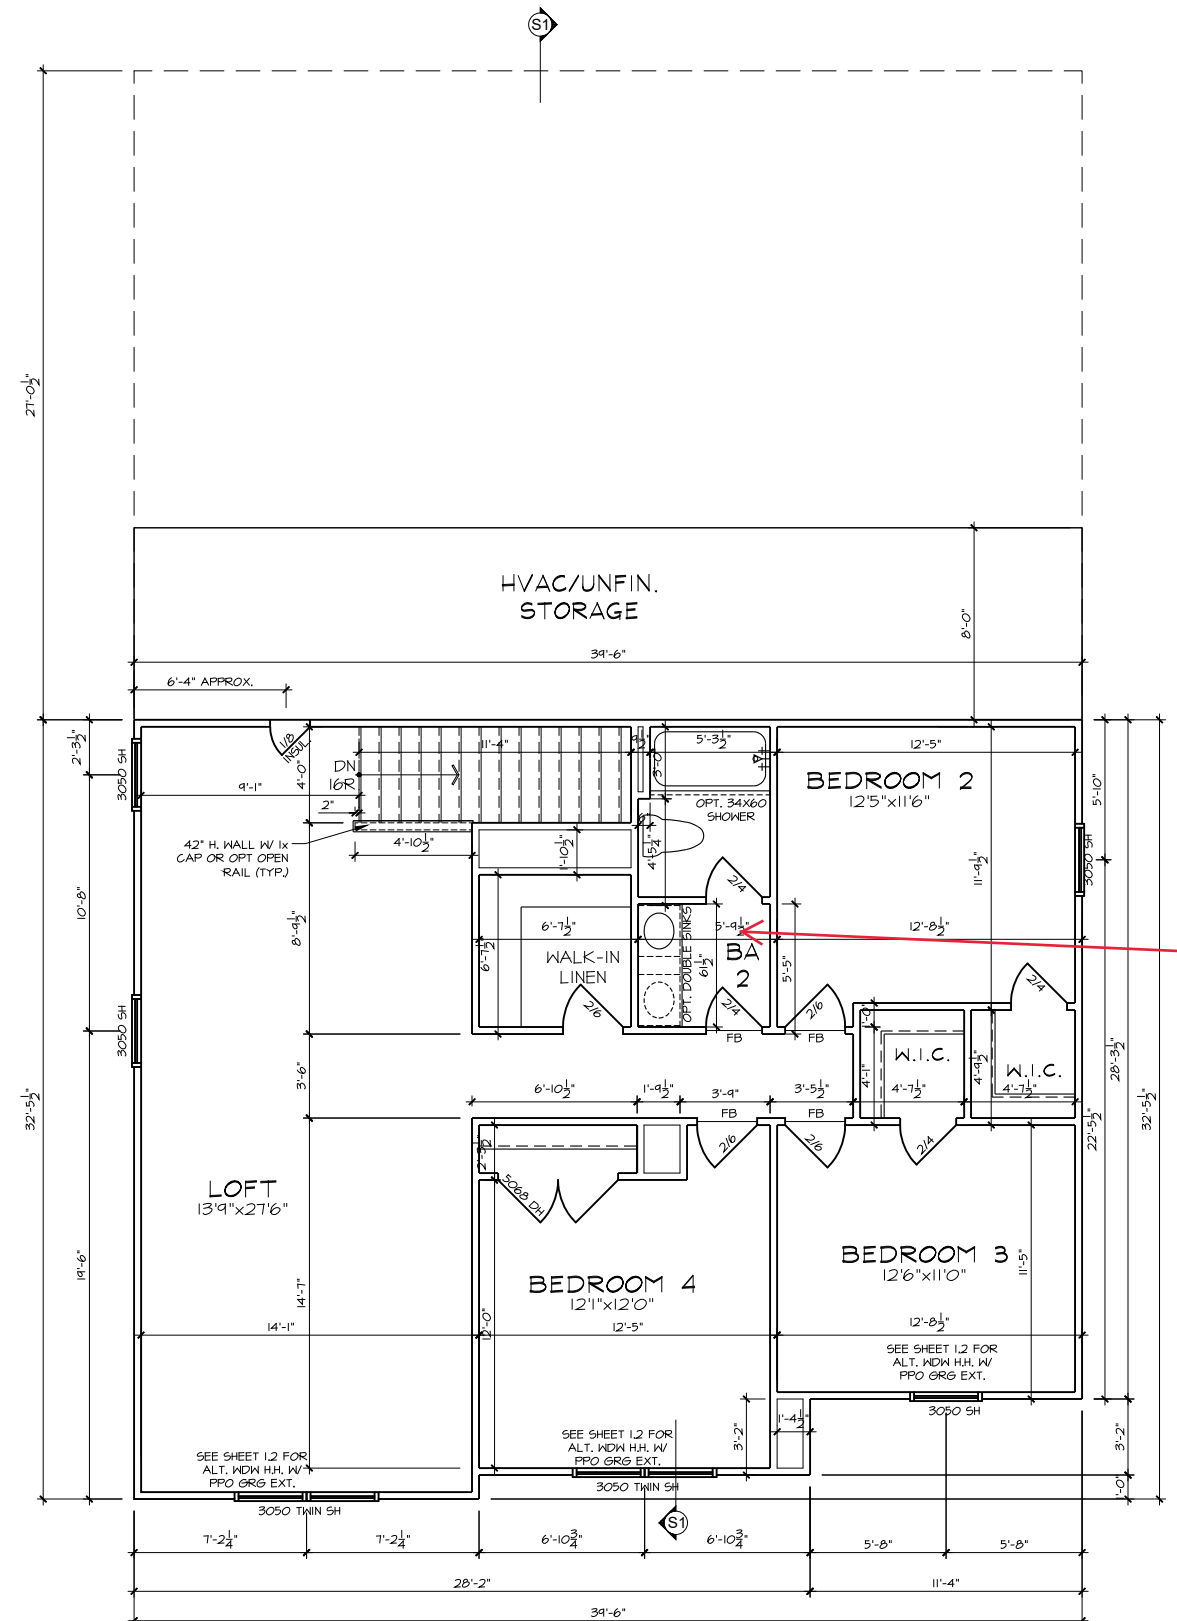 S1
27'-0½"
HVAC/UNFIN.
STORAGE
8'-0"
39'-6"
6'-4" APPROX.
2'-3½"
3050 SH
1/8
INSUL.
4'-0"
DN
16R
11'-4"
9½"
5'-3½"
3'-0"
12'-5"
BEDROOM 2
12'5"x11'6"
5'-10"
9'-1"
2"
OPT. 34X60
SHOWER
42" H. WALL W/ 1x
CAP OR OPT OPEN
RAIL (TYP.)
4'-10½"
1'-10½"
4'-5¼"
6"
2/4
11'-9½"
3050 SH
10'-8"
8'-9½"
6'-7½"
6'-7½"
WALK-IN
LINEN
2/6
OPT. DOUBLE SINKS
61½"
5'-9½"
BA
2
5'-5"
12'-8½"
2/4
2/4
2/6
FB
FB
3050 SH
1'-0"
W.I.C.
W.I.C.
4'-1"
4'-7½"
4'-9½"
4'-7½"
28'-3½"
32'-5½"
32'-5½"
22'-5½"
3'-6"
6'-10½"
1'-9½"
3'-9"
3'-5½"
FB
FB
2/6
2/6
2/4
2'-3½"
5068 DH
LOFT
13'9"x27'6"
BEDROOM 4
12'1"x12'0"
BEDROOM 3
12'6"x11'0"
11'-5"
19'-6"
14'-7"
12'-0"
14'-1"
12'-5"
12'-8½"
SEE SHEET 1.2 FOR
ALT. WDW H.H. W/
PPO GRG EXT.
3050 SH
1'-4½"
3'-2"
3'-2"
1'-0"
SEE SHEET 1.2 FOR
ALT. WDW H.H. W/
PPO GRG EXT.
3050 TWIN SH
SEE SHEET 1.2 FOR
ALT. WDW H.H. W/
PPO GRG EXT.
3050 TWIN SH
S1
7'-2¼"
7'-2¼"
6'-10¾"
6'-10¾"
5'-8"
5'-8"
28'-2"
11'-4"
39'-6"